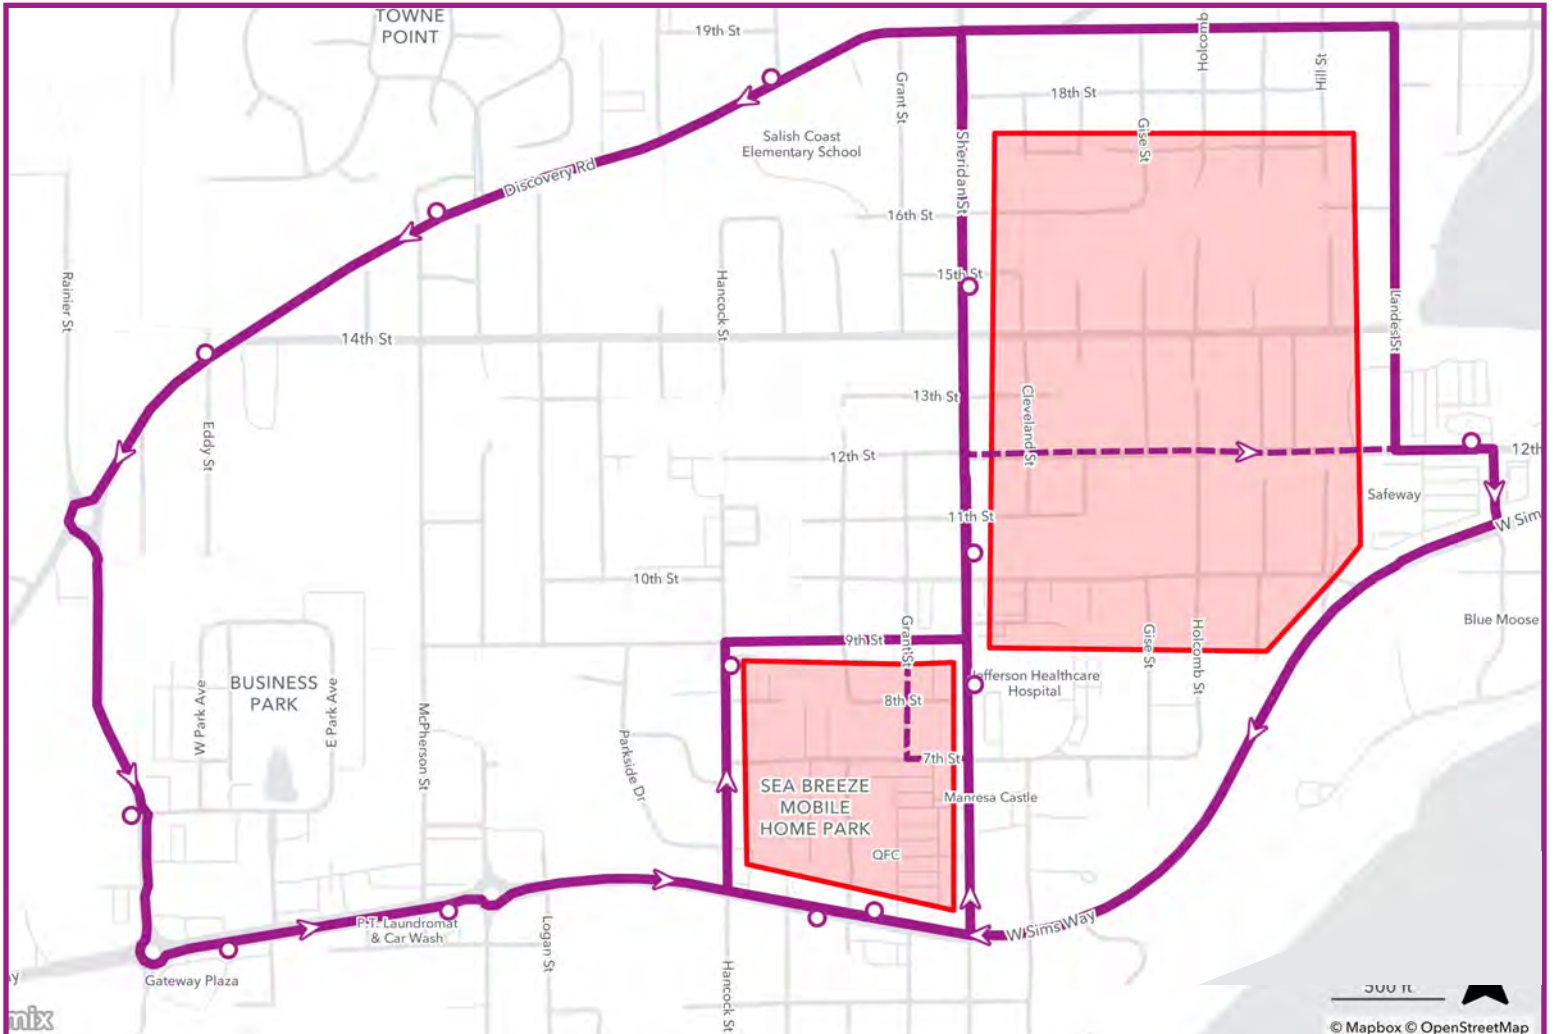 TOWNE
POINT
19th St
Holcomb
Hill St
Grant St
18th St
Gise St
Salish Coast
Elementary School
Sheridan St
Discovery Rd
16th St
Rainier St
Hancock St
15th St
Landes St
14th St
13th St
Cleveland St
Eddy St
12th St
12th
Safeway
11th St
W Sim
10th St
Grant St
9th St
Gise St
Holcomb St
Blue Moose
W Park Ave
BUSINESS
PARK
E Park Ave
McPherson St
Jefferson Healthcare
Hospital
8th St
Parkside Dr
7th St
SEA BREEZE
MOBILE
HOME PARK
Manresa Castle
QFC
P.T. Laundromat
& Car Wash
Logan St
W Sims Way
Gateway Plaza
Hancock St
500 ft
mix
© Mapbox © OpenStreetMap